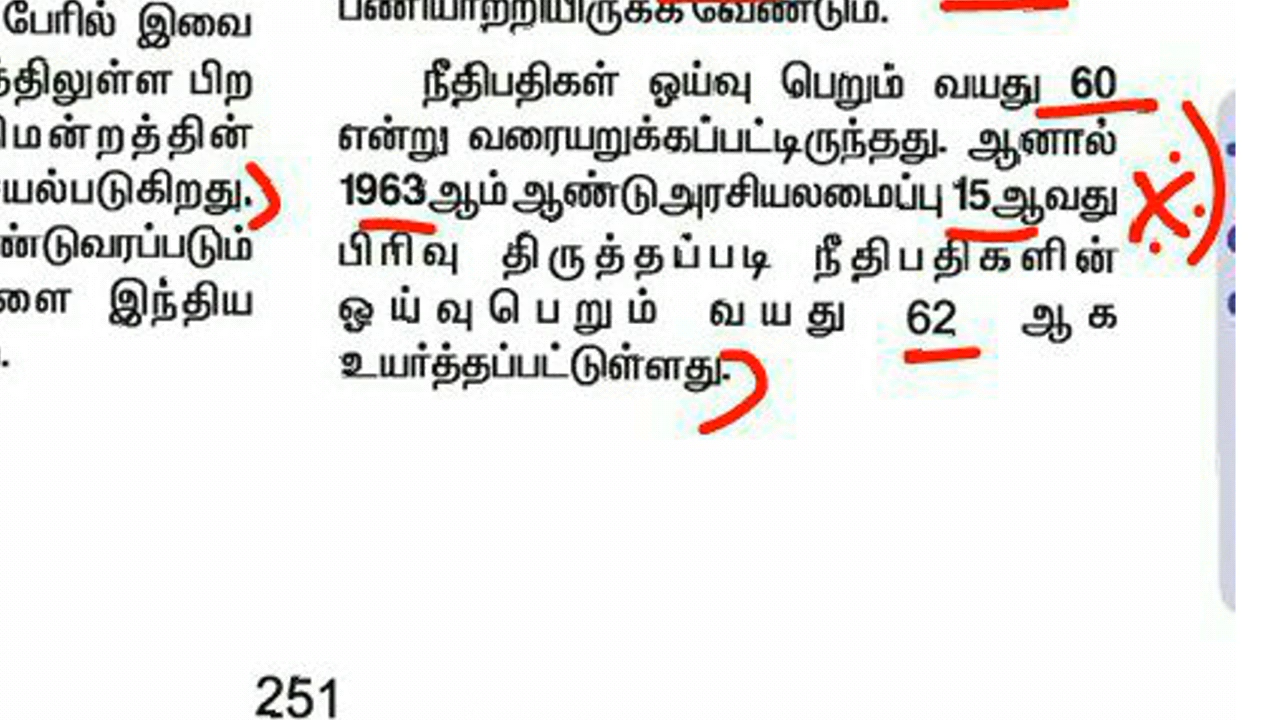 பேரில் இவை
த்திலுள்ள பிற
மன்றத்தின்
யல்படுகிறது.
ண்டுவரப்படும்
ளை இந்திய
பணியாற்றியிருக்க வேண்டும்.
நீதிபதிகள் ஓய்வு பெறும் வயது 60
என்று வரையறுக்கப்பட்டிருந்தது. ஆனால்
1963ஆம் ஆண்டு அரசியலமைப்பு 15ஆவது
பிரிவு திருத்தப்படி நீதிபதிகளின்
ஓய்வுபெறும் வயது 62 ஆக
உயர்த்தப்பட்டுள்ளது.
251